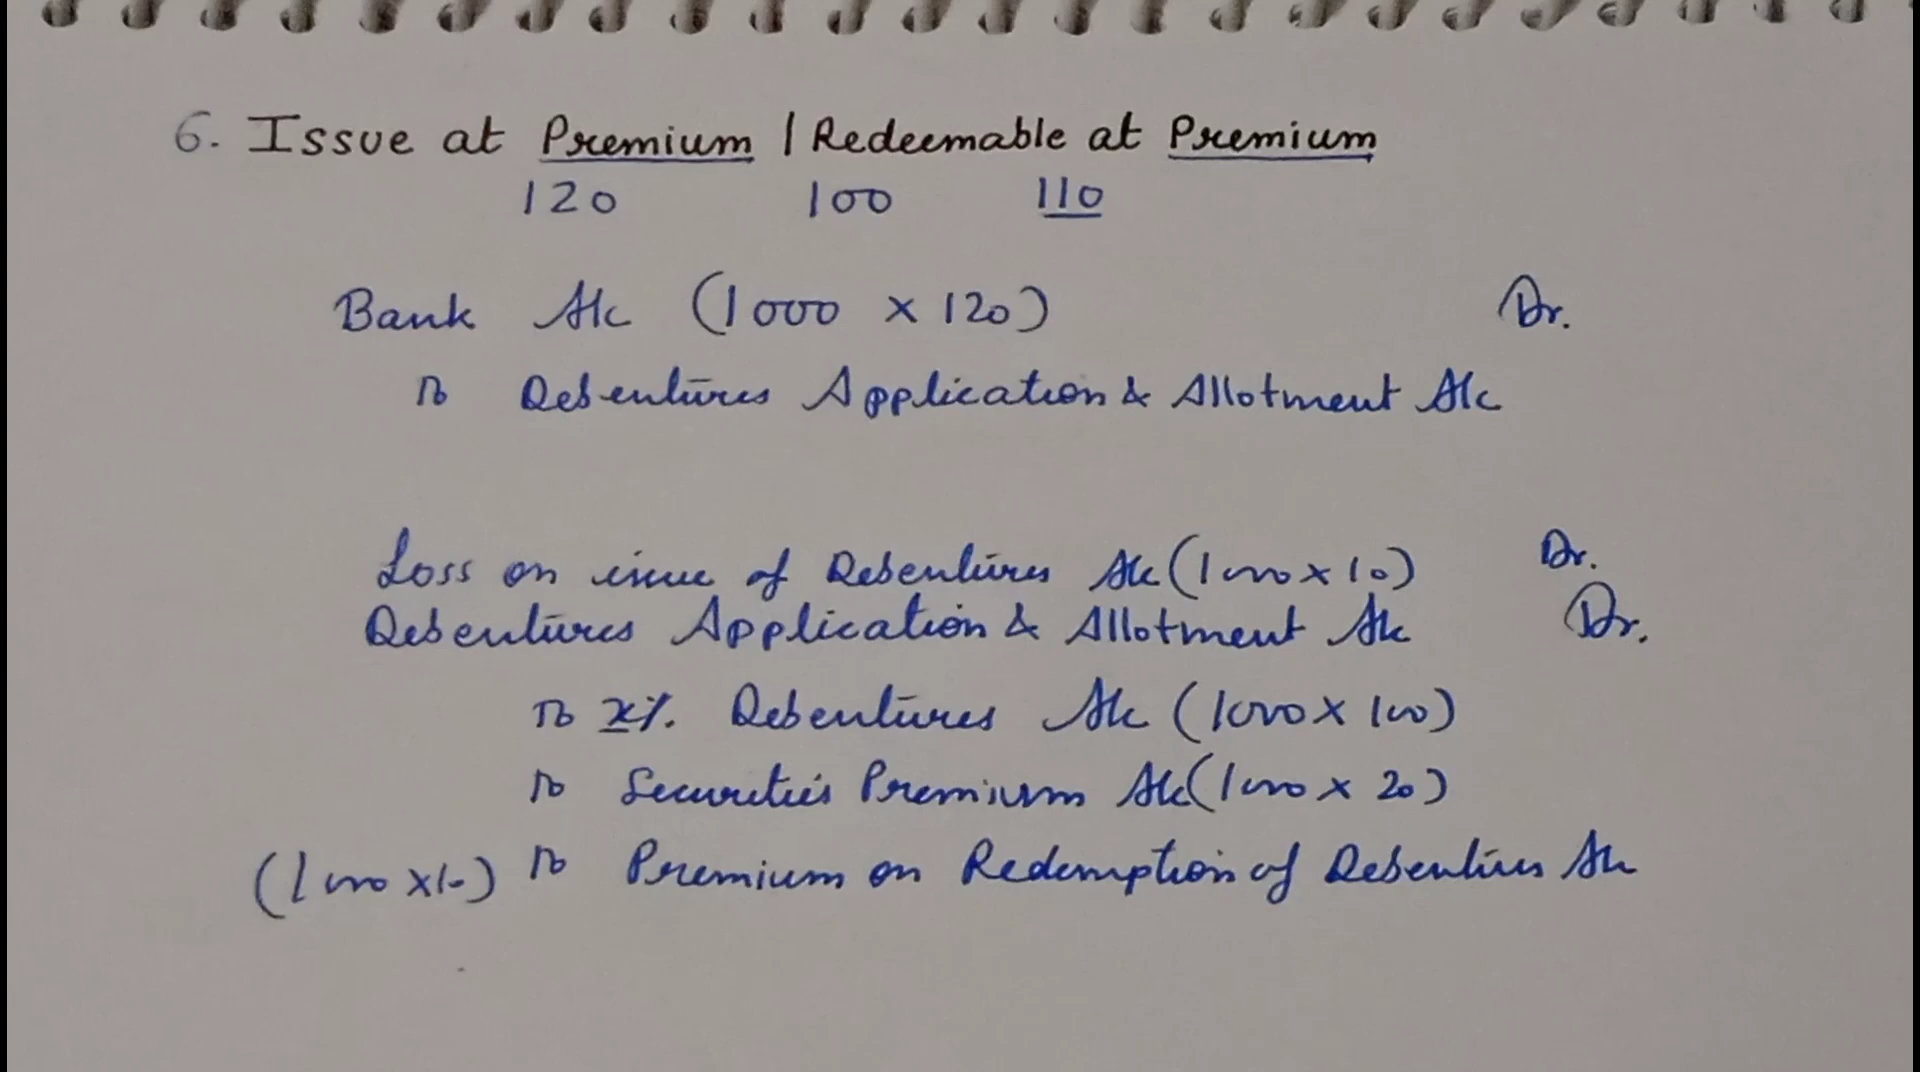 6. Issue at Premium / Redeemable at Premium
120 100 110
Bank A/c (1000 x 120) Dr.
To Debentures Application & Allotment A/c
Loss on issue of Debentures A/c (1000 x 10) Dr.
Debentures Application & Allotment A/c Dr.
To x% Debentures A/c (1000 x 100)
To Securities Premium A/c (1000 x 20)
(1000 x 10) To Premium on Redemption of Debentures A/c